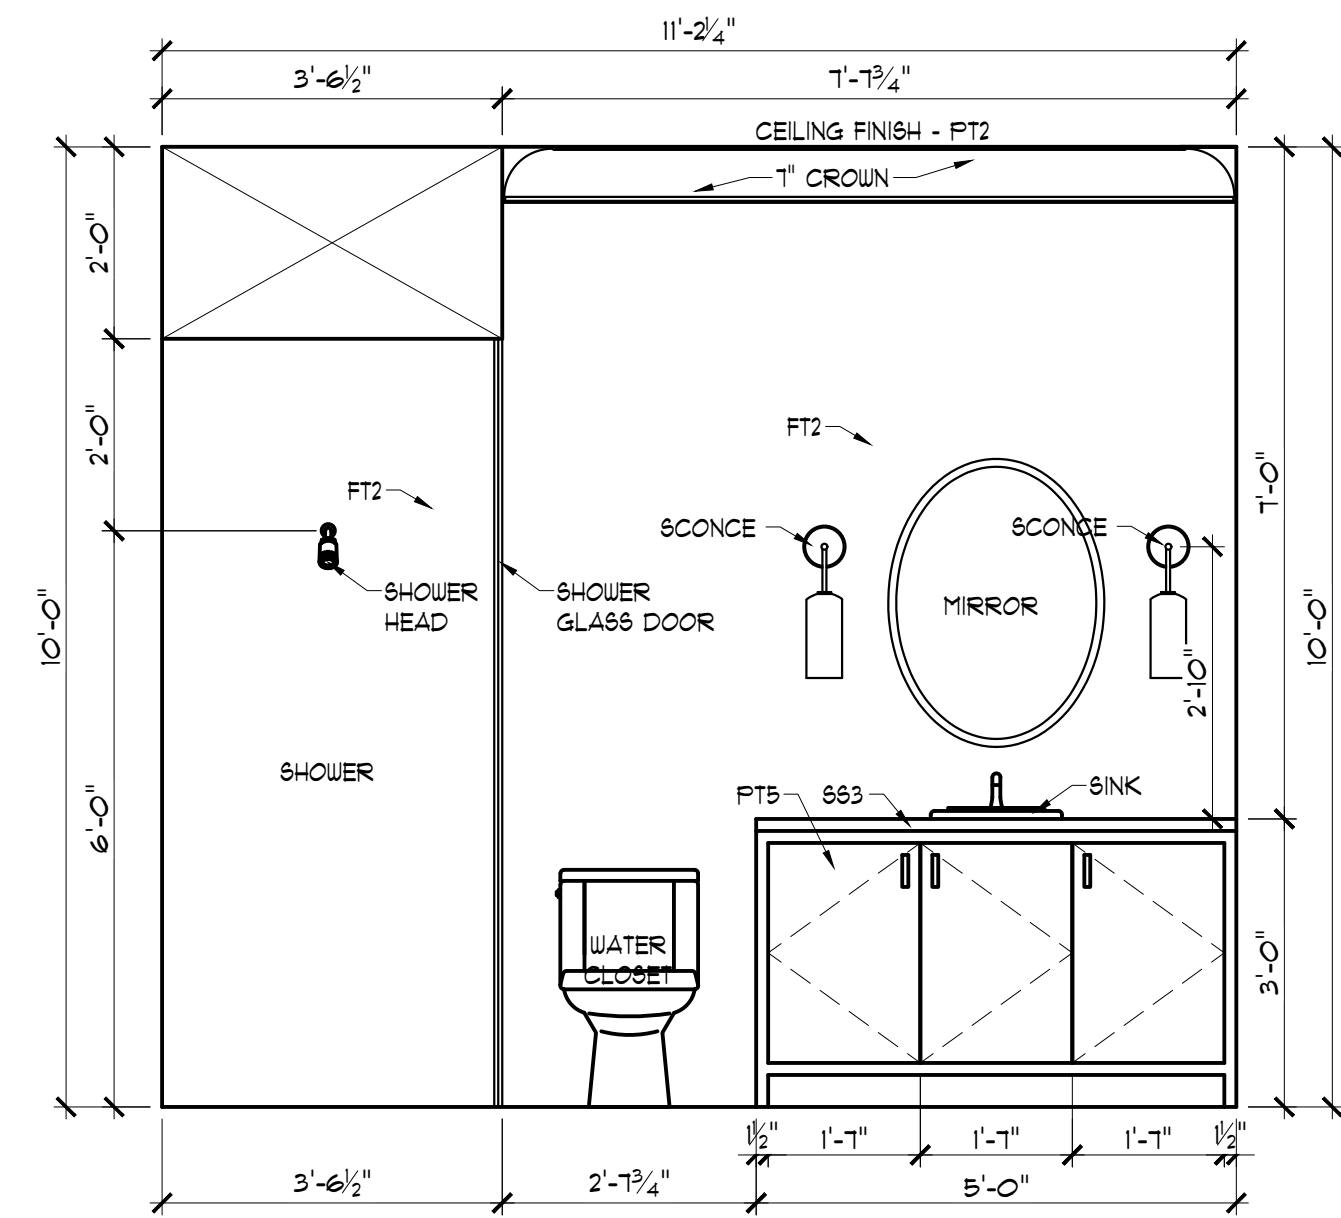 11'-2¼"
3'-6½"
7'-7¾"
CEILING FINISH - PT2
7" CROWN
2'-0"
2'-0"
FT2
7'-0"
FT2
SCONCE
SCONCE
SHOWER
HEAD
SHOWER
GLASS DOOR
MIRROR
10'-0"
10'-0"
2'-10"
SHOWER
6'-0"
PT5
SS3
SINK
WATER
CLOSET
3'-0"
1½"
1'-7"
1'-7"
1'-7"
1½"
3'-6½"
2'-7¾"
5'-0"